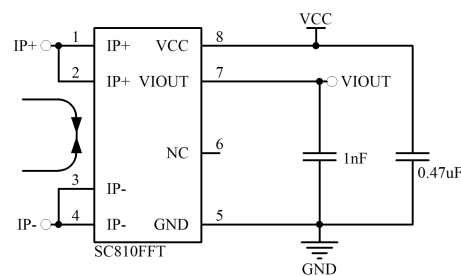 VCC
IP+ 1 IP+ VCC 8
2 IP+ VIOUT 7 VIOUT
NC 6
1nF
0.47uF
3 IP-
IP- 4 IP- GND 5
SC810FFT
GND